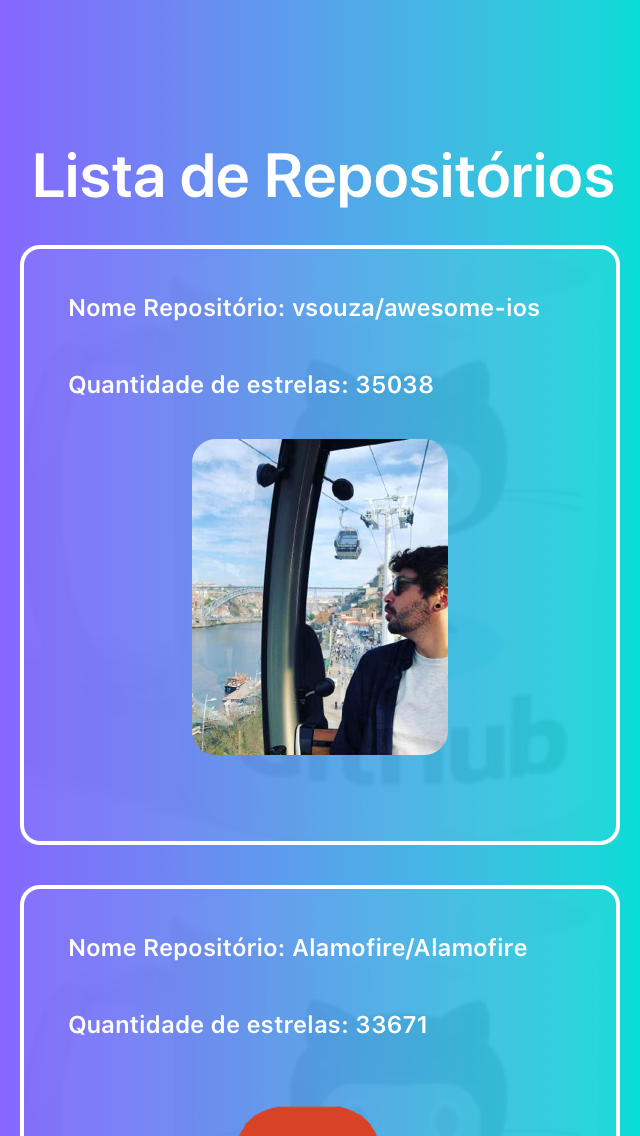 Lista de Repositórios
Nome Repositório: vsouza/awesome-ios
Quantidade de estrelas: 35038
GitHub
Nome Repositório: Alamofire/Alamofire
Quantidade de estrelas: 33671